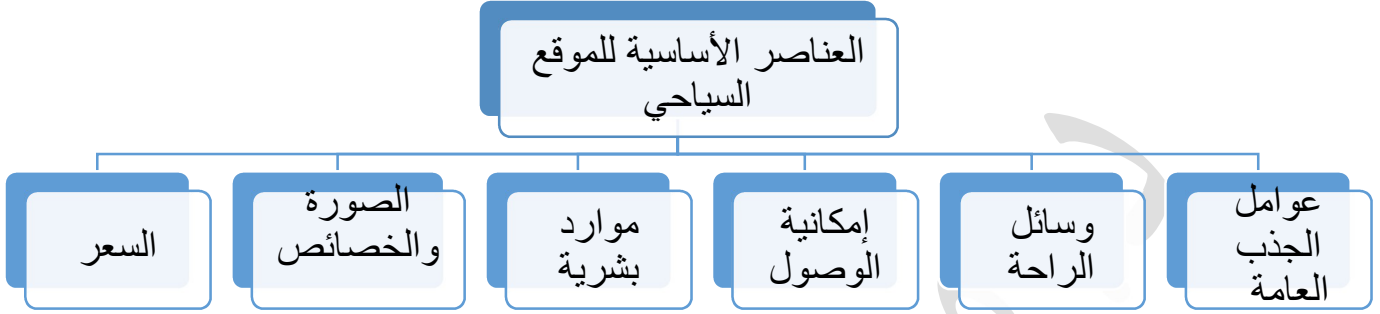 العناصر الأساسية للموقع
السياحي
عوامل
الجذب
العامة
وسائل
الراحة
إمكانية
الوصول
موارد
بشرية
الصورة
والخصائص
السعر